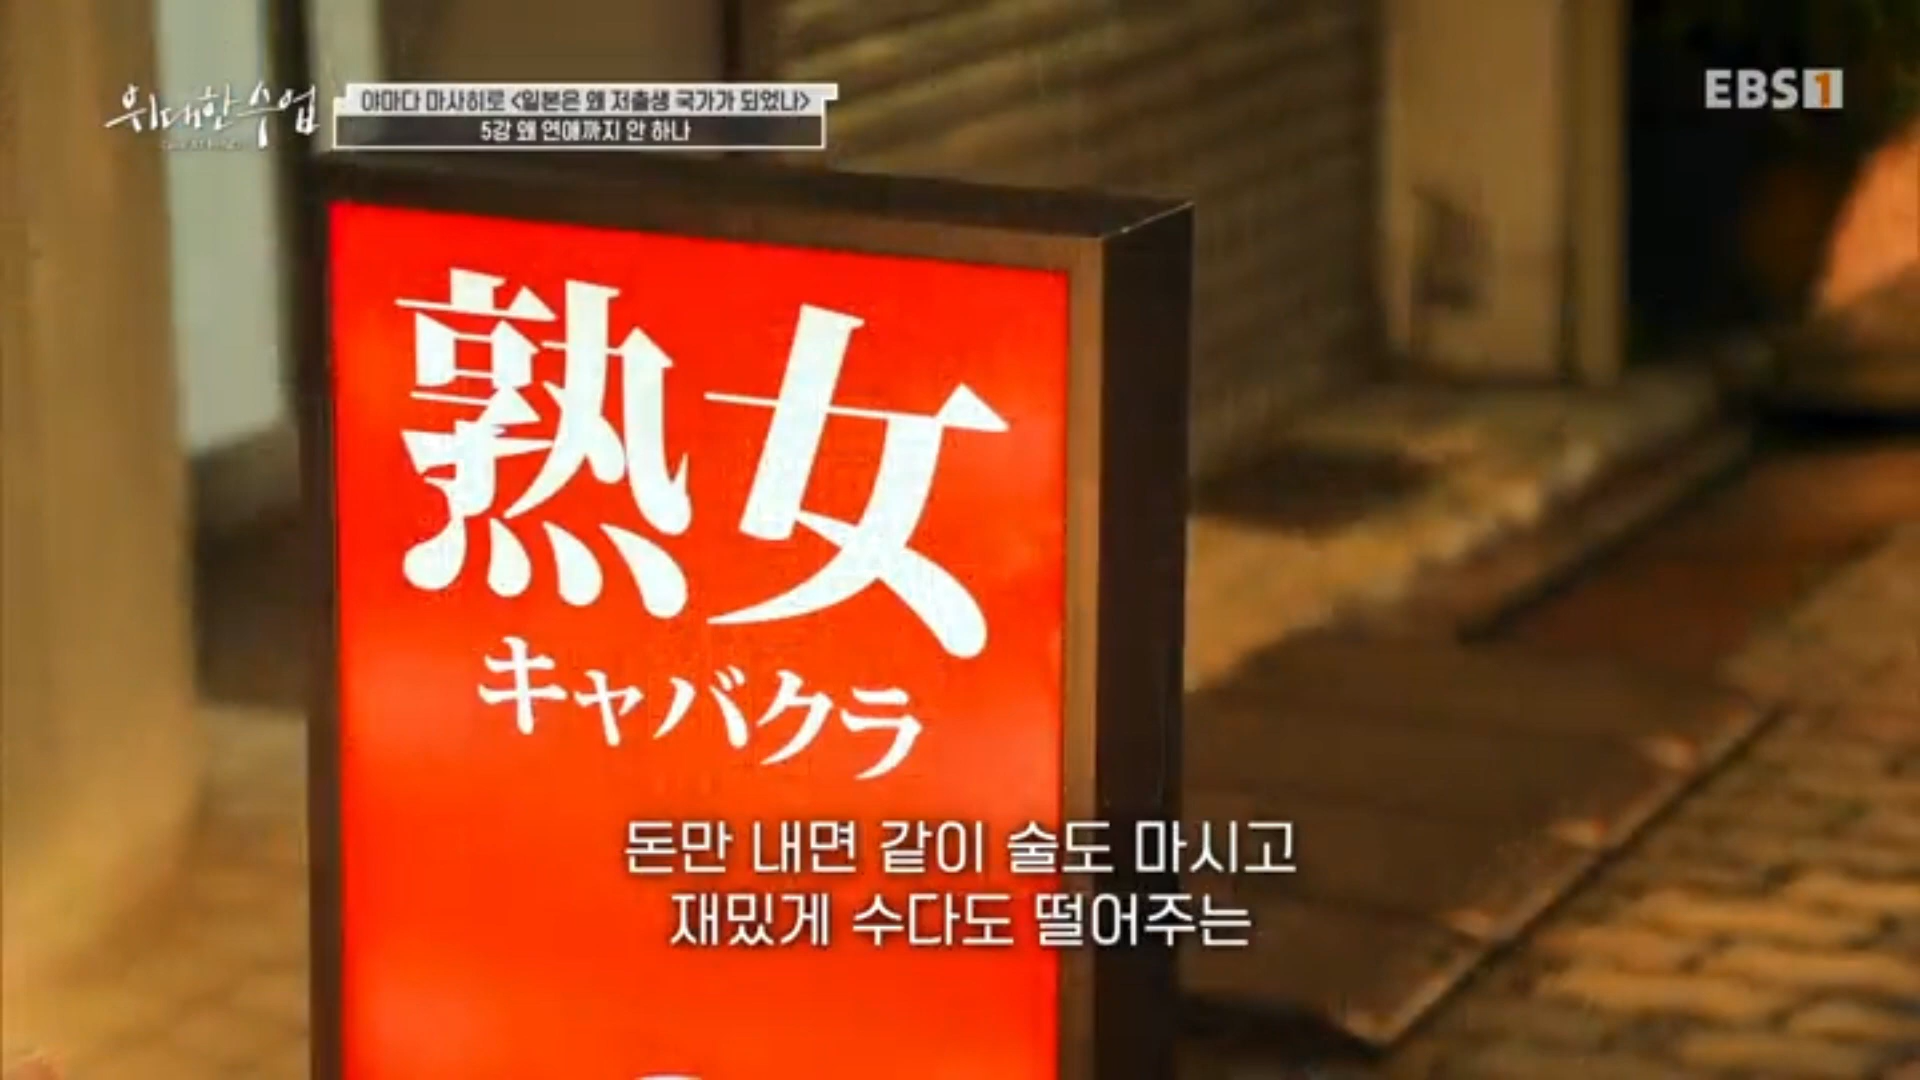 위대한 수업
야마다 마사히로 <일본은 왜 저출생 국가가 되었나>
5강 왜 연애까지 안 하나
EBS1
熟女
キャバクラ
돈만 내면 같이 술도 마시고
재밌게 수다도 떨어주는